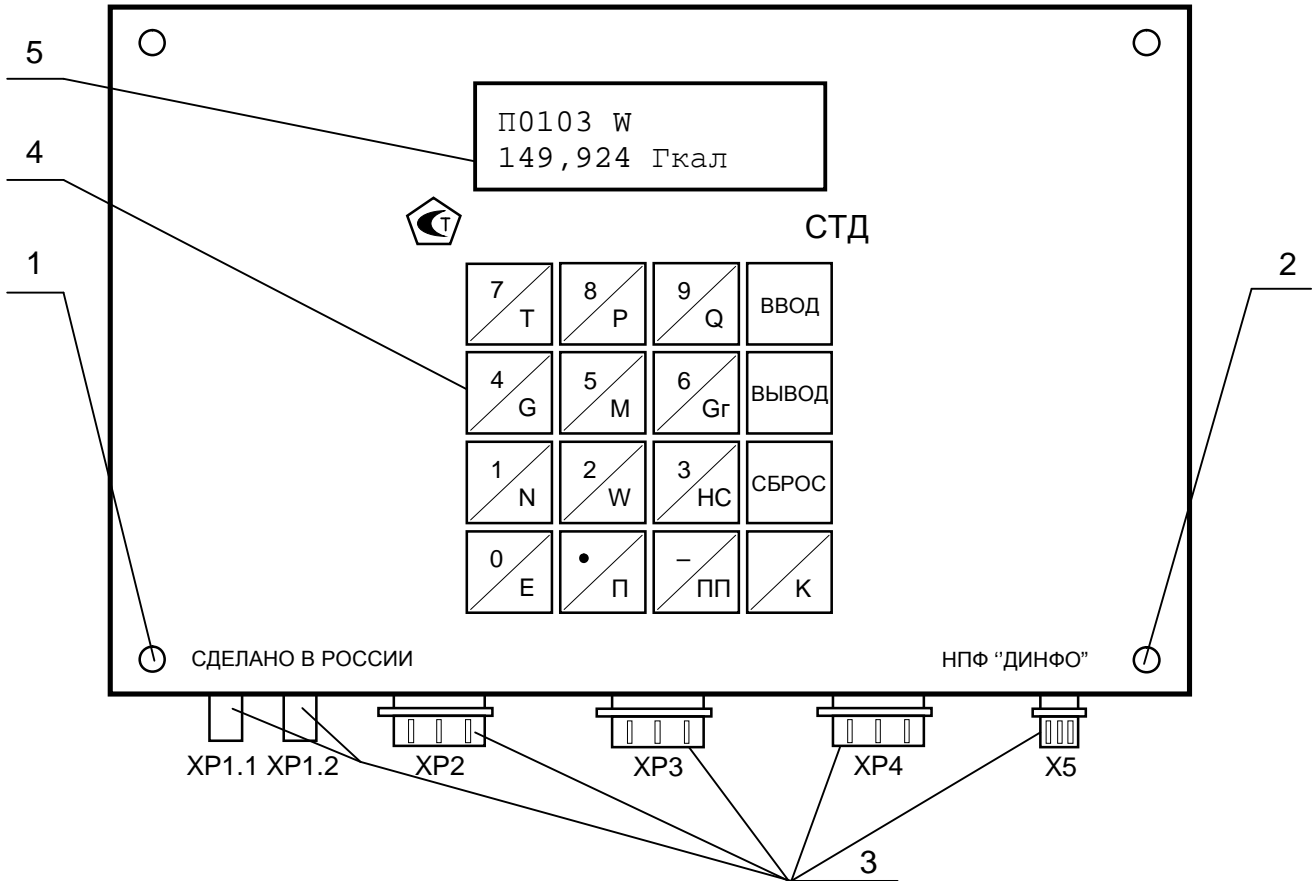 5
П0103 W
149,924 Гкал
4
Т
СТД
1
2
7 T
8 P
9 Q
ВВОД
4 G
5 M
6 Gг
ВЫВОД
1 N
2 W
3 НС
СБРОС
0 E
• П
– ПП
К
СДЕЛАНО В РОССИИ
НПФ ‘’ДИНФО”
XP1.1 XP1.2 XP2 XP3 XP4 X5
3